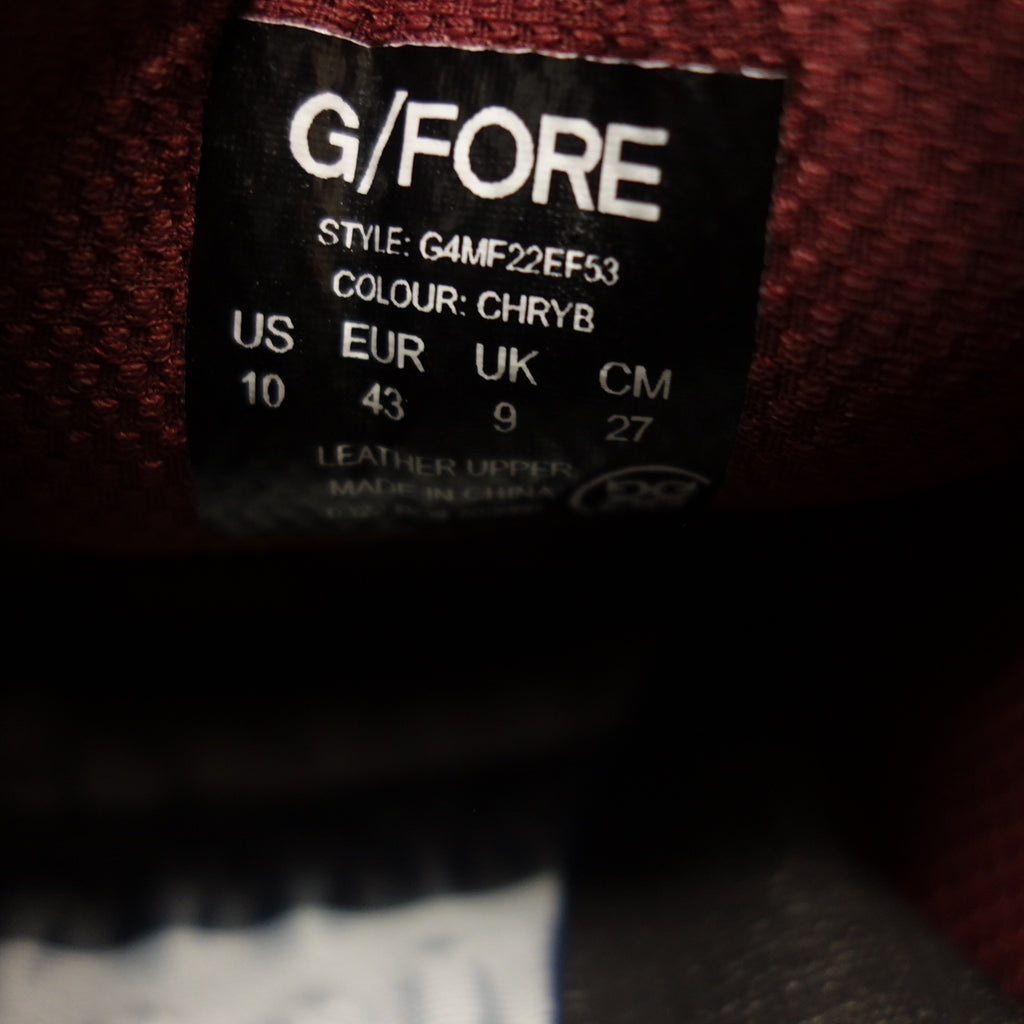 G/FORE
STYLE: G4MF22EF53
COLOUR: CHRYB
US EUR UK CM
10 43 9 27
LEATHER UPPER
MADE IN CHINA